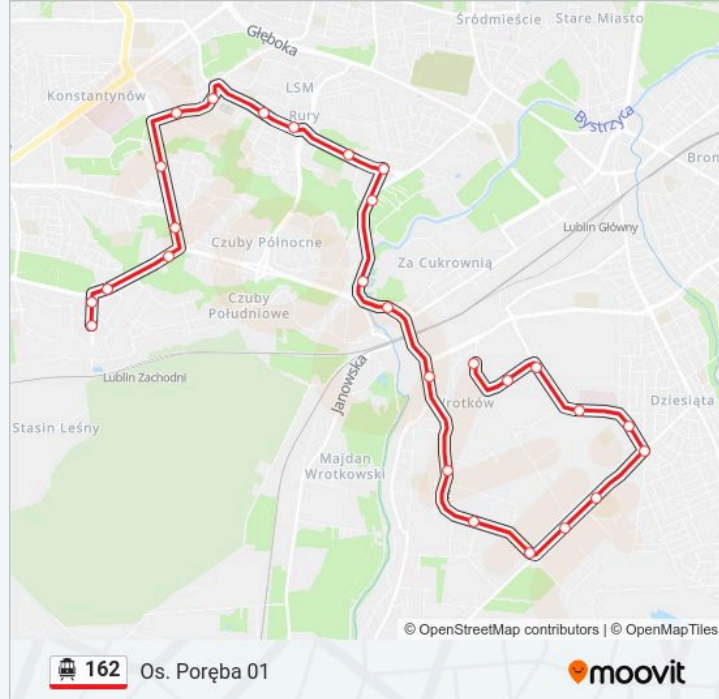 Śródmieście
Stare Miasto
Głęboka
Konstantynów
LSM
Rury
Bystrzyca
Bron
Lublin Główny
Czuby Północne
Za Cukrownią
Czuby
Południowe
Lublin Zachodni
Janowska
Wrotków
Dziesiąta
Stasin Leśny
Majdan
Wrotkowski
© OpenStreetMap contributors | © OpenMapTiles
162 Os. Poręba 01
moovit